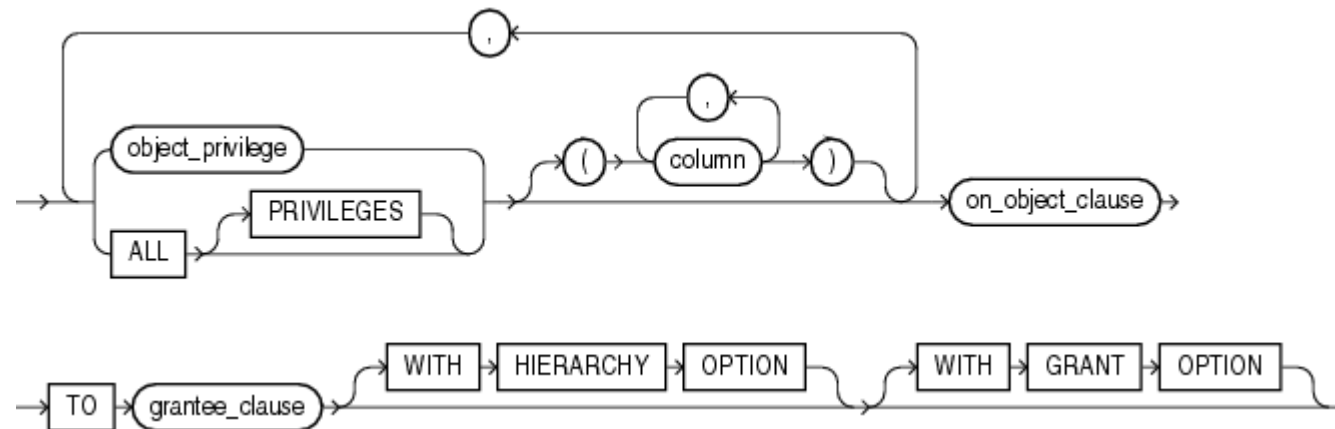 ,
,
object_privilege ( column )
PRIVILEGES on_object_clause
ALL
WITH HIERARCHY OPTION WITH GRANT OPTION
TO grantee_clause